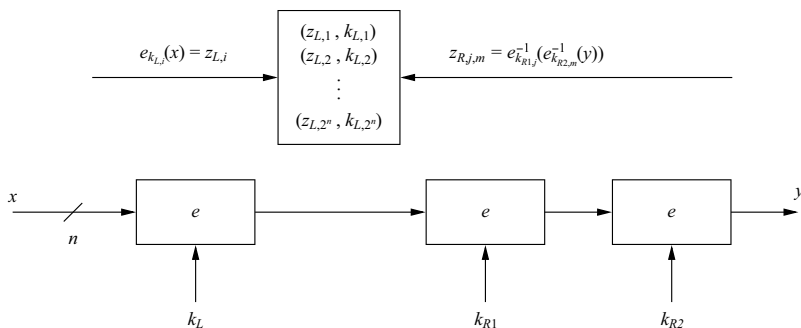 (z_{L,1} , k_{L,1})
e_{k_{L,i}}(x) = z_{L,i}
(z_{L,2} , k_{L,2})
z_{R,j,m} = e^{-1}_{k_{R1,j}}(e^{-1}_{k_{R2,m}}(y))
⋮
(z_{L,2^n} , k_{L,2^n})
x
y
e
e
e
n
k_L
k_{R1}
k_{R2}